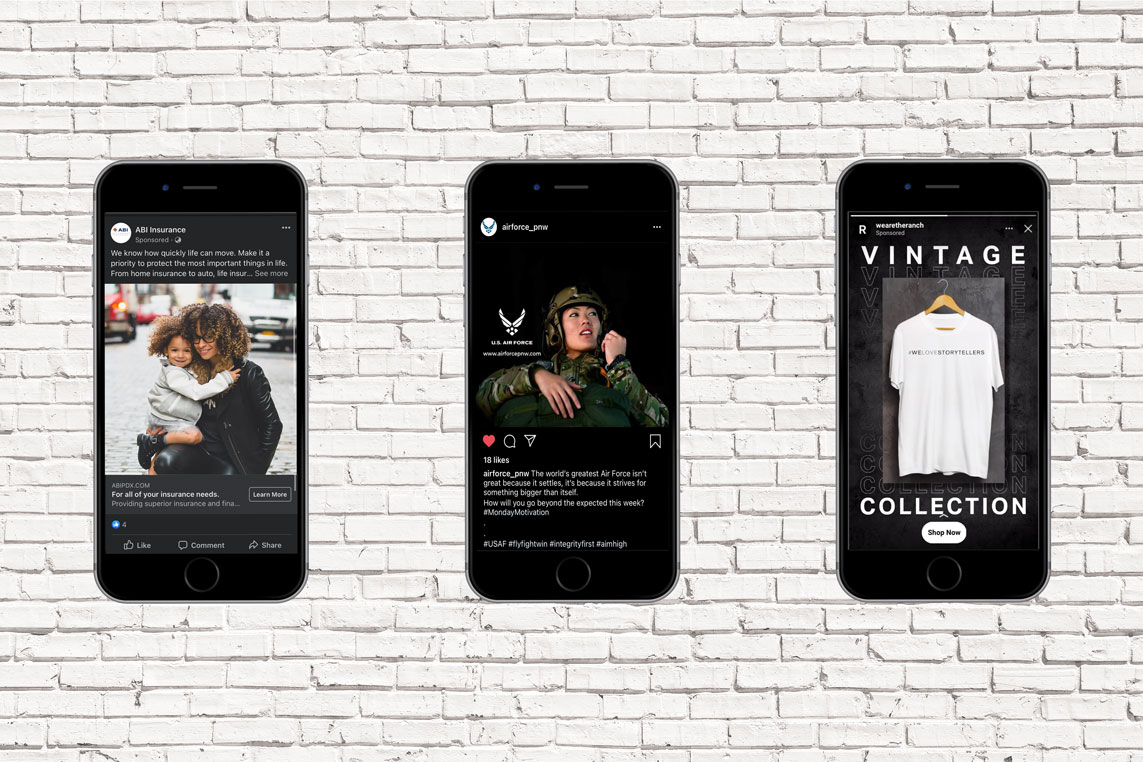 ABI
ABI Insurance
Sponsored ·
We know how quickly life can move. Make it a
priority to protect the most important things in life.
From home insurance to auto, life insur... See more
ABIPDX.COM
For all of your insurance needs.
Providing superior insurance and fina...
Learn More
4
Like
Comment
Share
airforce_pnw
U.S. AIR FORCE
www.airforcepnw.com
18 likes
airforce_pnw The world's greatest Air Force isn't
great because it settles, it's because it strives for
something bigger than itself.
How will you go beyond the expected this week?
#MondayMotivation
.
.
.
#USAF #flyfightwin #integrityfirst #aimhigh
R
wearetheranch
Sponsored
VINTAGE
VINTAGE
#WELOVESTORYTELLERS
COLLECTION
COLLECTION
COLLECTION
Shop Now